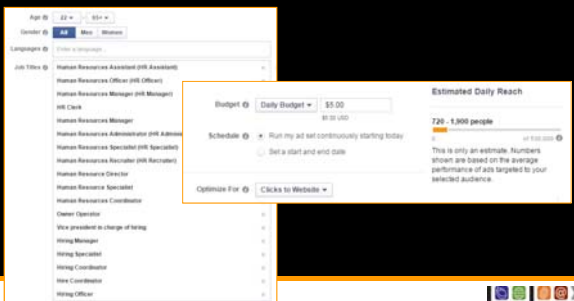 Age 22 - 65+
Gender All Men Women
Languages Enter a language...
Job Titles Human Resources Assistant (HR Assistant)
Human Resources Officer (HR Officer)
Human Resources Manager (HR Manager)
HR Clerk
Human Resources Manager
Human Resources Administrator (HR Admin
Human Resources Specialist (HR Specialist)
Human Resources Recruiter (HR Recruiter)
Human Resource Director
Human Resource Specialist
Human Resources Coordinator
Owner Operator
Vice president in charge of hiring
Hiring Manager
Hiring Specialist
Hiring Coordinator
Hire Coordinator
Hiring Officer
Budget Daily Budget $5.00
$5.00 USD
Schedule Run my ad set continuously starting today
Set a start and end date
Optimize For Clicks to Website
Estimated Daily Reach
720 - 1,900 people
0 of
This is only an estimate. Numbers
shown are based on the average
performance of ads targeted to your
selected audience.